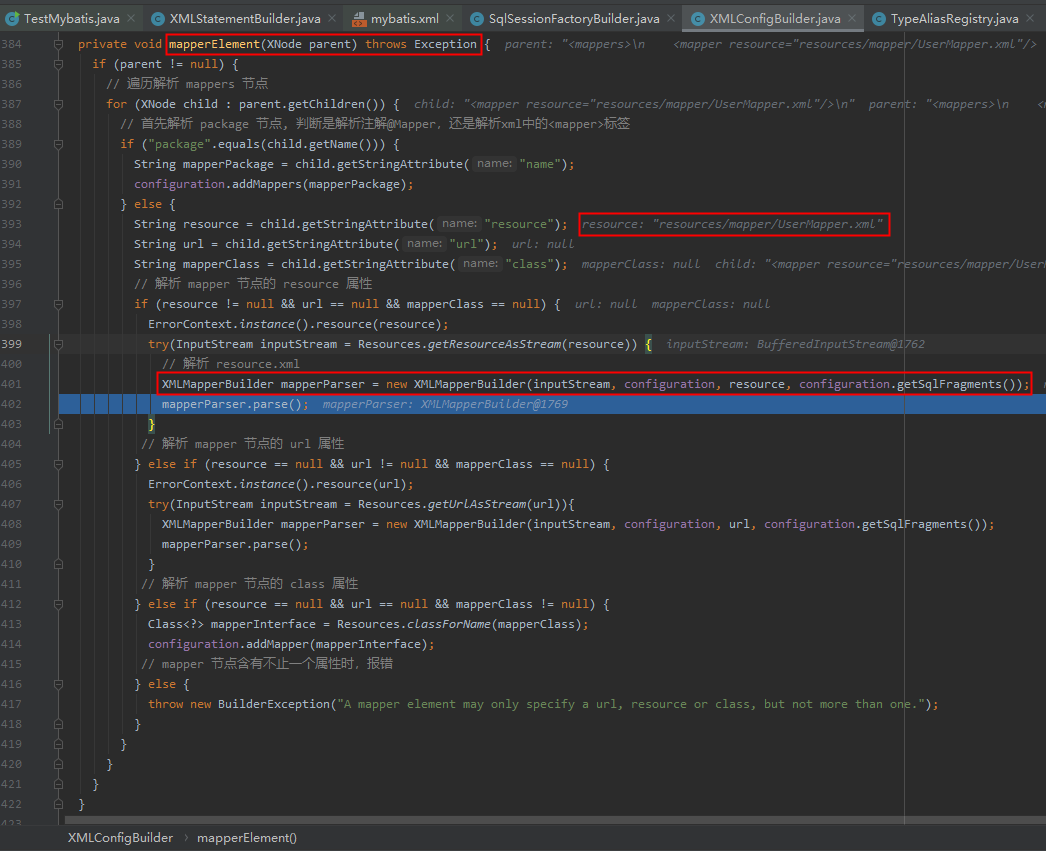 TestMybatis.java XMLStatementBuilder.java mybatis.xml SqlSessionFactoryBuilder.java XMLConfigBuilder.java TypeAliasRegistry.java
384 private void mapperElement(XNode parent) throws Exception { parent: "<mappers>\n <mapper resource="resources/mapper/UserMapper.xml"/>
385 if (parent != null) {
386 // 遍历解析 mappers 节点
387 for (XNode child : parent.getChildren()) { child: "<mapper resource="resources/mapper/UserMapper.xml"/>\n" parent: "<mappers>\n
388 // 首先解析 package 节点, 判断是解析注解@Mapper，还是解析xml中的<mapper>标签
389 if ("package".equals(child.getName())) {
390 String mapperPackage = child.getStringAttribute( name: "name");
391 configuration.addMappers(mapperPackage);
392 } else {
393 String resource = child.getStringAttribute( name: "resource"); resource: "resources/mapper/UserMapper.xml"
394 String url = child.getStringAttribute( name: "url"); url: null
395 String mapperClass = child.getStringAttribute( name: "class"); mapperClass: null child: "<mapper resource="resources/mapper/User
396 // 解析 mapper 节点的 resource 属性
397 if (resource != null && url == null && mapperClass == null) { url: null mapperClass: null
398 ErrorContext.instance().resource(resource);
399 try(InputStream inputStream = Resources.getResourceAsStream(resource)) { inputStream: BufferedInputStream@1762
400 // 解析 resource.xml
401 XMLMapperBuilder mapperParser = new XMLMapperBuilder(inputStream, configuration, resource, configuration.getSqlFragments());
402 mapperParser.parse(); mapperParser: XMLMapperBuilder@1769
403 }
404 // 解析 mapper 节点的 url 属性
405 } else if (resource == null && url != null && mapperClass == null) {
406 ErrorContext.instance().resource(url);
407 try(InputStream inputStream = Resources.getUrlAsStream(url)){
408 XMLMapperBuilder mapperParser = new XMLMapperBuilder(inputStream, configuration, url, configuration.getSqlFragments());
409 mapperParser.parse();
410 }
411 // 解析 mapper 节点的 class 属性
412 } else if (resource == null && url == null && mapperClass != null) {
413 Class<?> mapperInterface = Resources.classForName(mapperClass);
414 configuration.addMapper(mapperInterface);
415 // mapper 节点含有不止一个属性时，报错
416 } else {
417 throw new BuilderException("A mapper element may only specify a url, resource or class, but not more than one.");
418 }
419 }
420 }
421 }
422 }
423
XMLConfigBuilder › mapperElement()